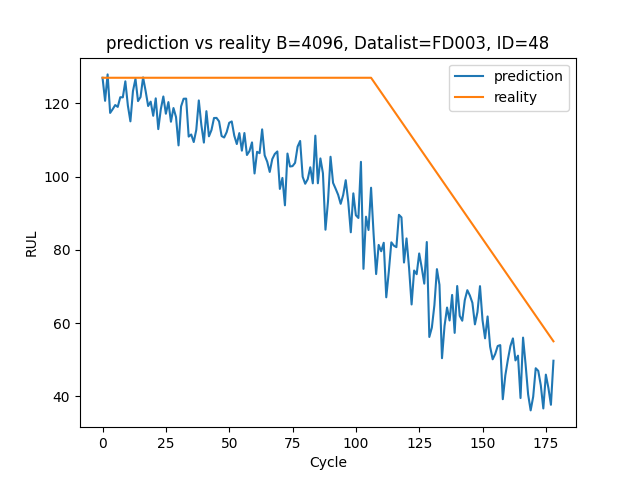 prediction vs reality B=4096, Datalist=FD003, ID=48
prediction
reality
120
100
80
60
40
RUL
0 25 50 75 100 125 150 175
Cycle